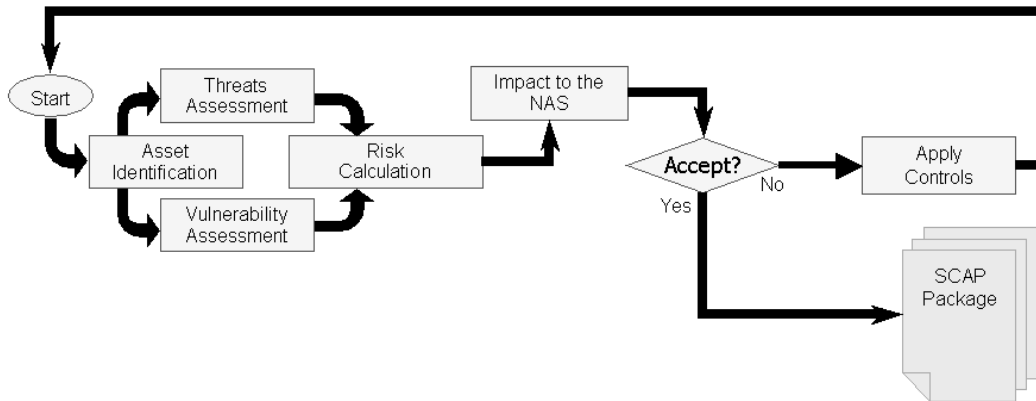 Start
Threats
Assessment
Asset
Identification
Vulnerability
Assessment
Risk
Calculation
Impact to the
NAS
Accept?
No
Yes
Apply
Controls
SCAP
Package